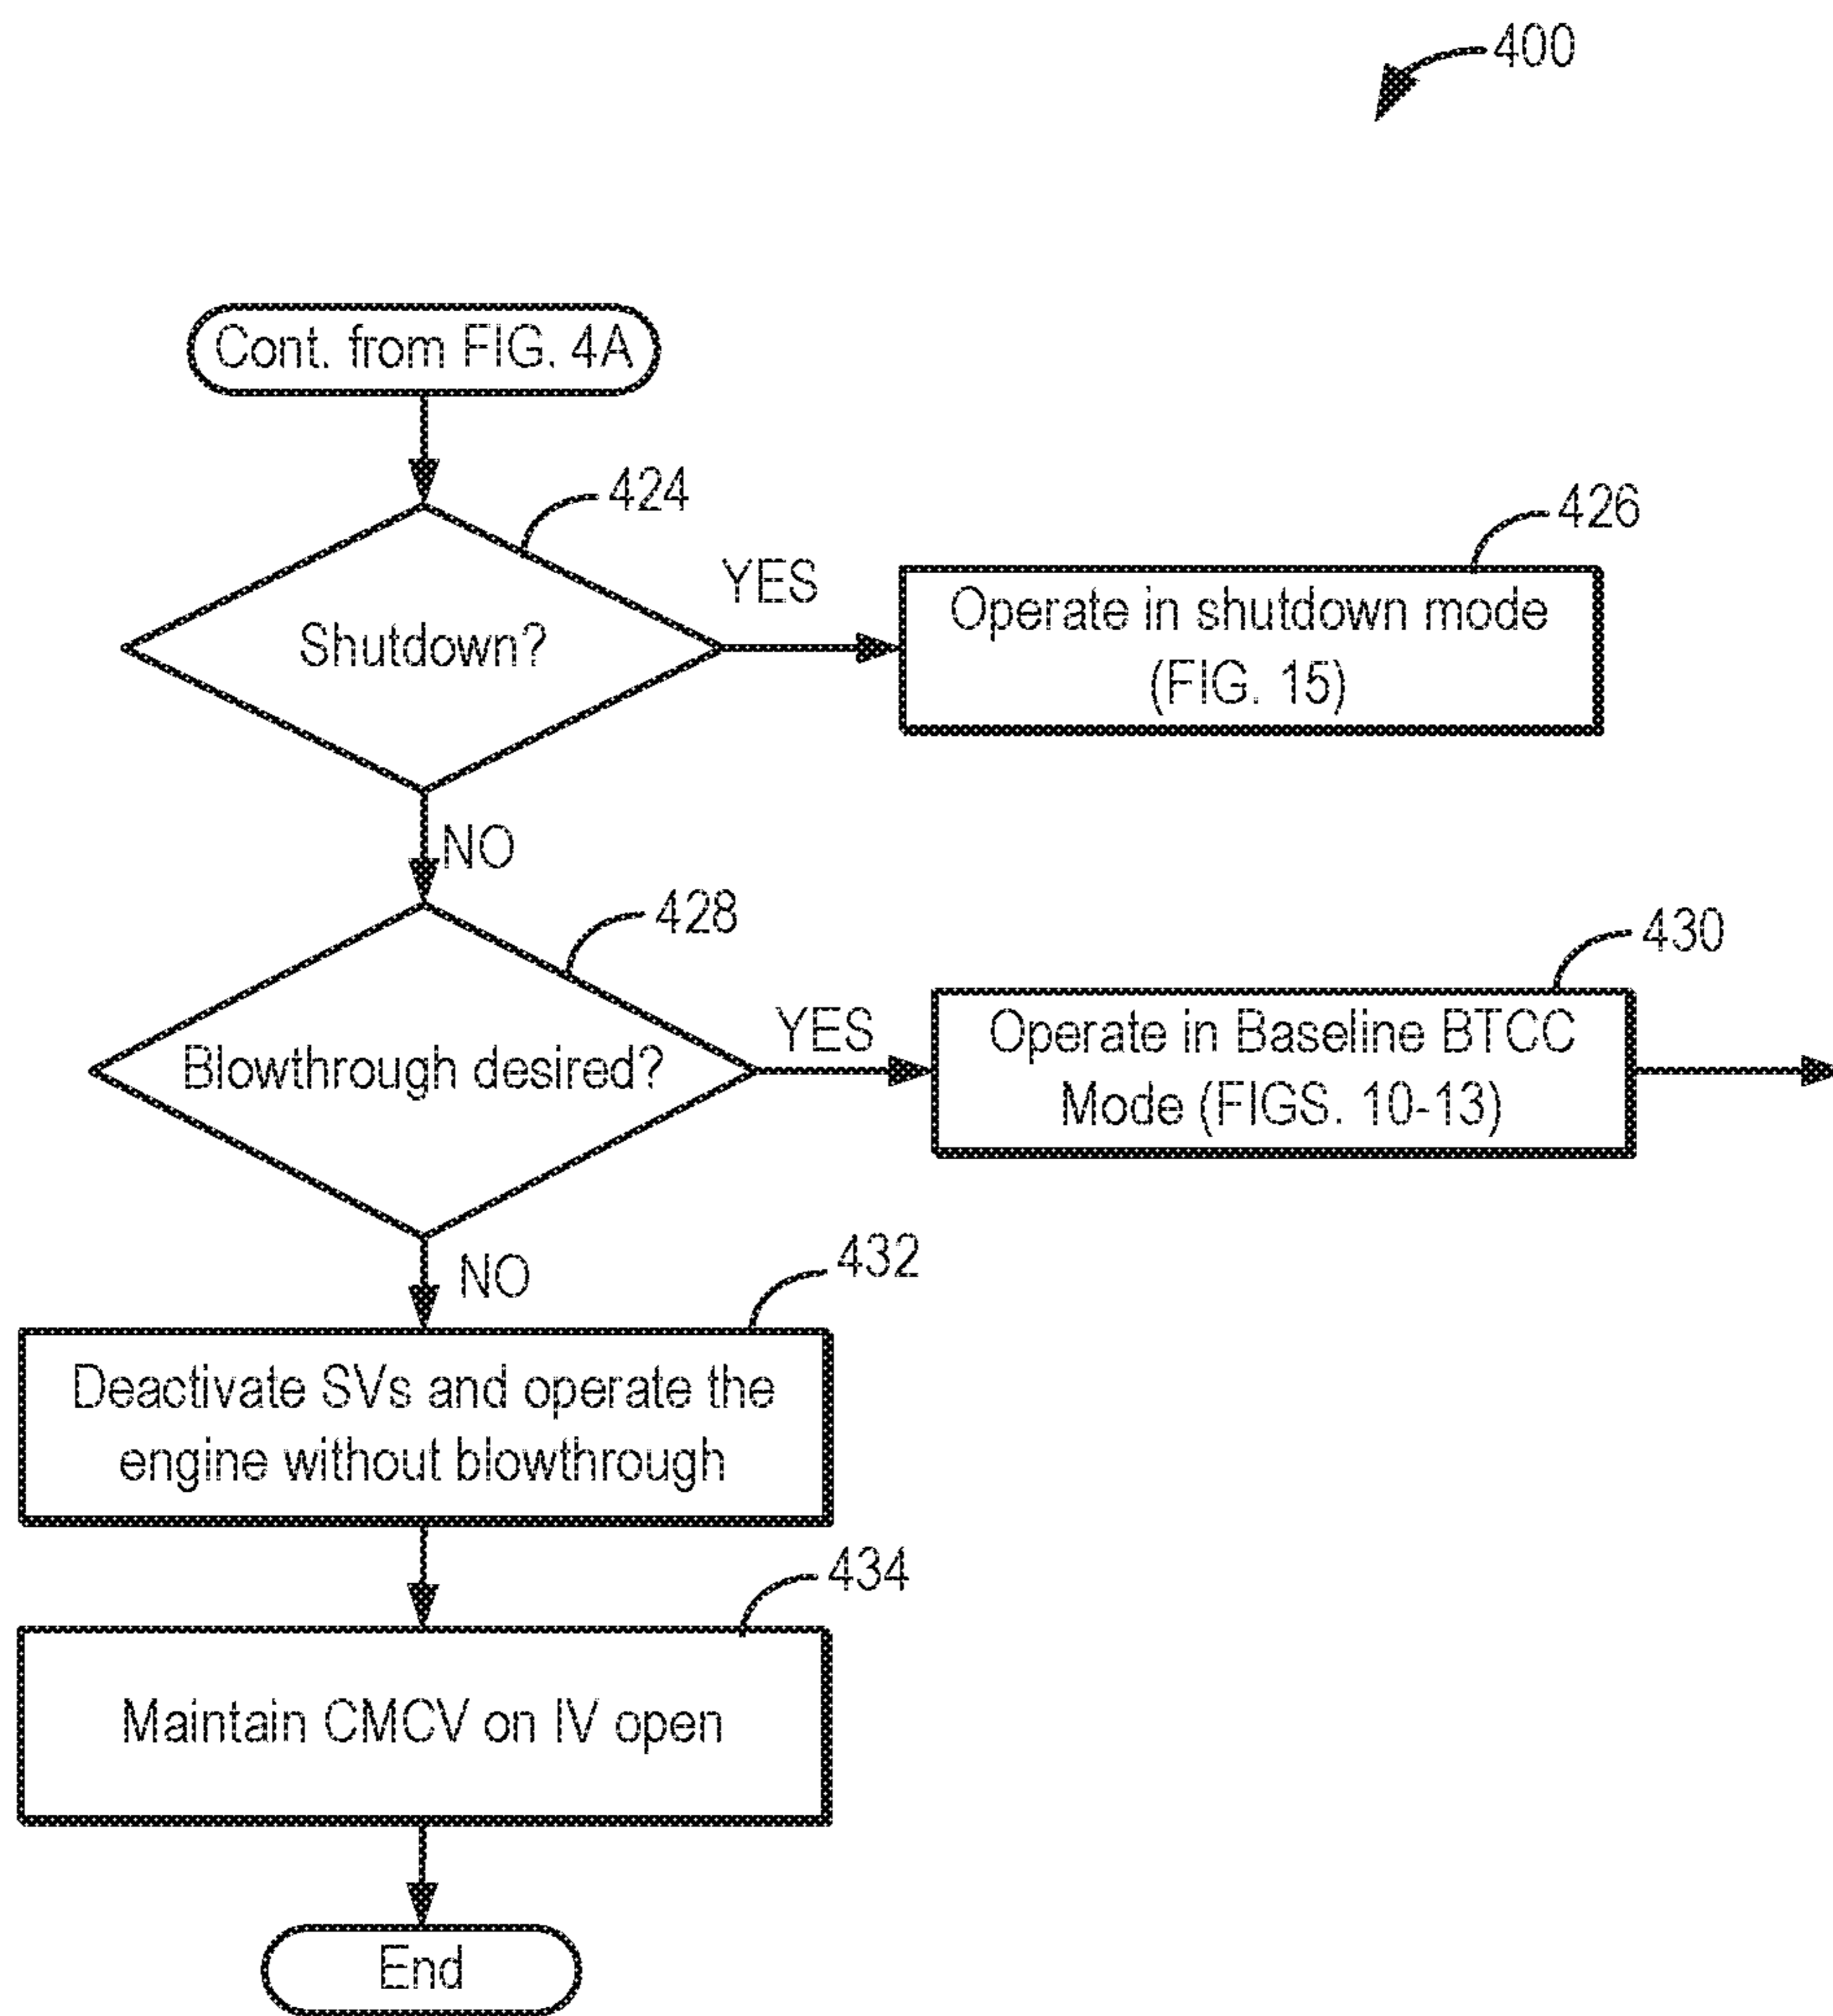 400
Cont. from FIG. 4A
424
Shutdown?
YES
426
Operate in shutdown mode
(FIG. 15)
NO
428
Blowthrough desired?
YES
430
Operate in Baseline BTCC
Mode (FIGS. 10-13)
NO
432
Deactivate SVs and operate the
engine without blowthrough
434
Maintain CMCV on IV open
End